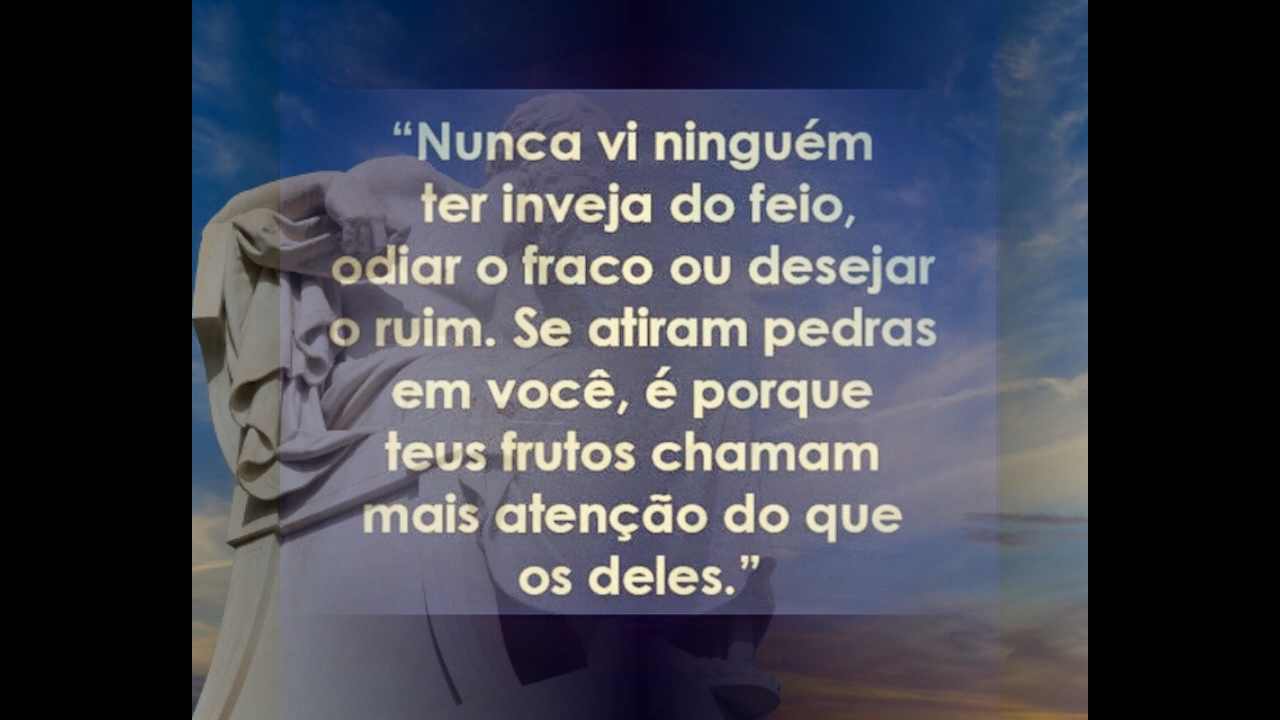 “Nunca vi ninguém
ter inveja do feio,
odiar o fraco ou desejar
o ruim. Se atiram pedras
em você, é porque
teus frutos chamam
mais atenção do que
os deles.”